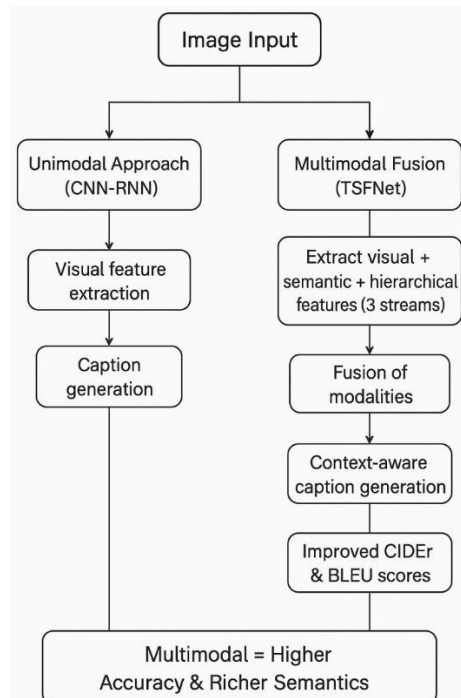 Image Input
Unimodal Approach
(CNN-RNN)
Visual feature
extraction
Caption
generation
Multimodal Fusion
(TSFNet)
Extract visual +
semantic + hierarchical
features (3 streams)
Fusion of
modalities
Context-aware
caption generation
Improved CIDEr
& BLEU scores
Multimodal = Higher
Accuracy & Richer Semantics